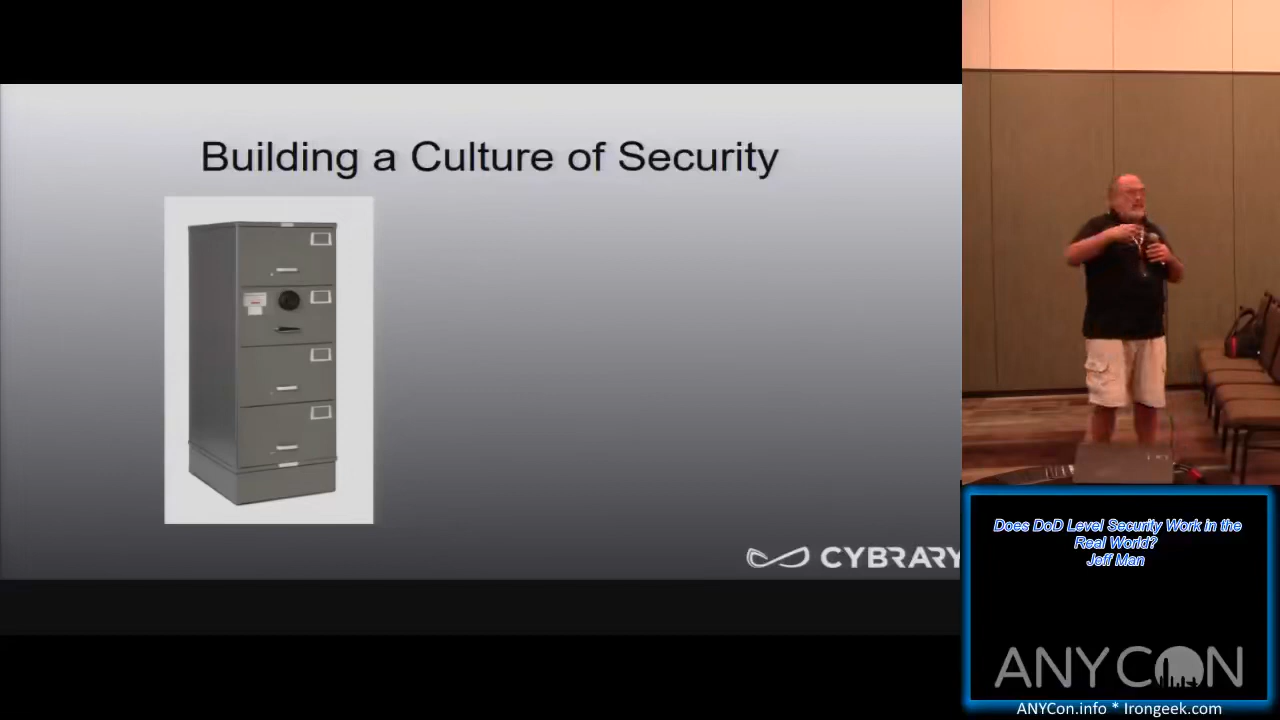 Building a Culture of Security
CYBRARY
Does DoD Level Security Work in the
Real World?
Jeff Man
ANYCON
ANYCon.info * Irongeek.com